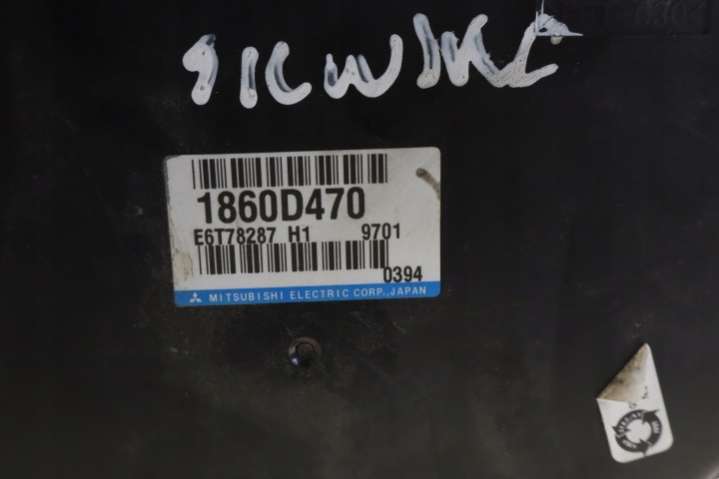 1860D470
E6T78287 H1 9701
0394
MITSUBISHI ELECTRIC CORP., JAPAN